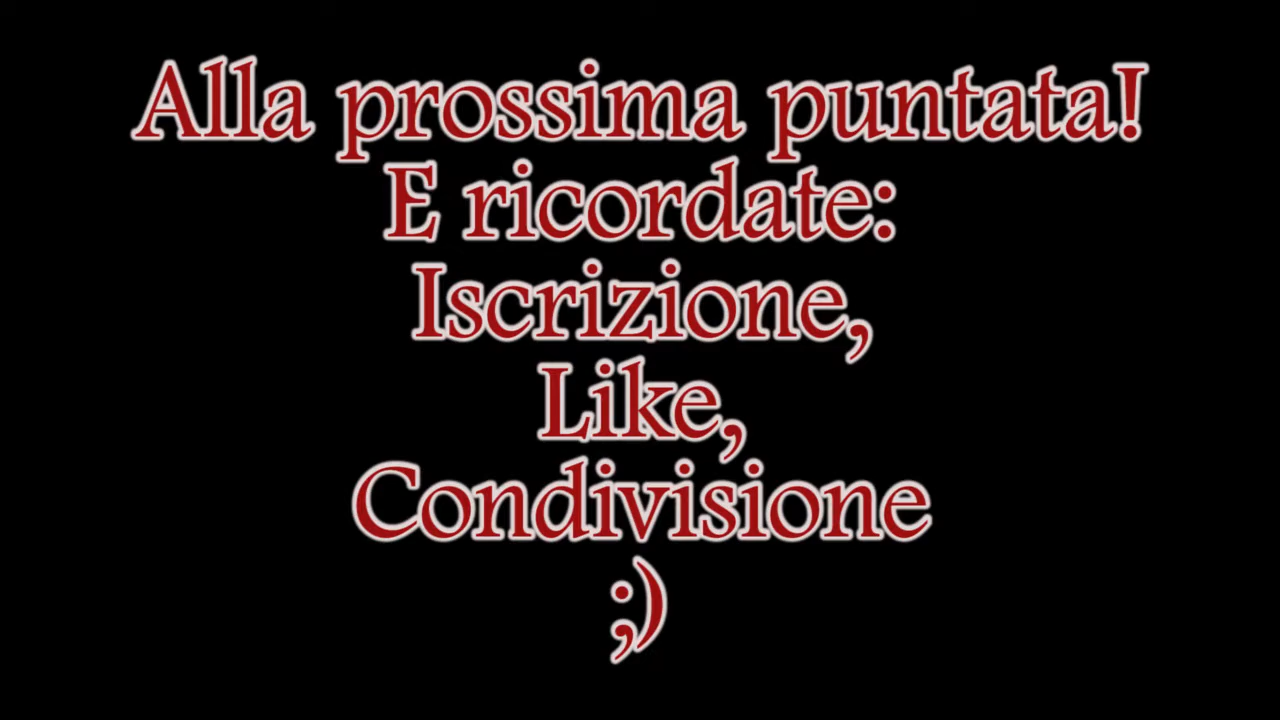 Alla prossima puntata!
E ricordate:
Iscrizione,
Like,
Condivisione
;)